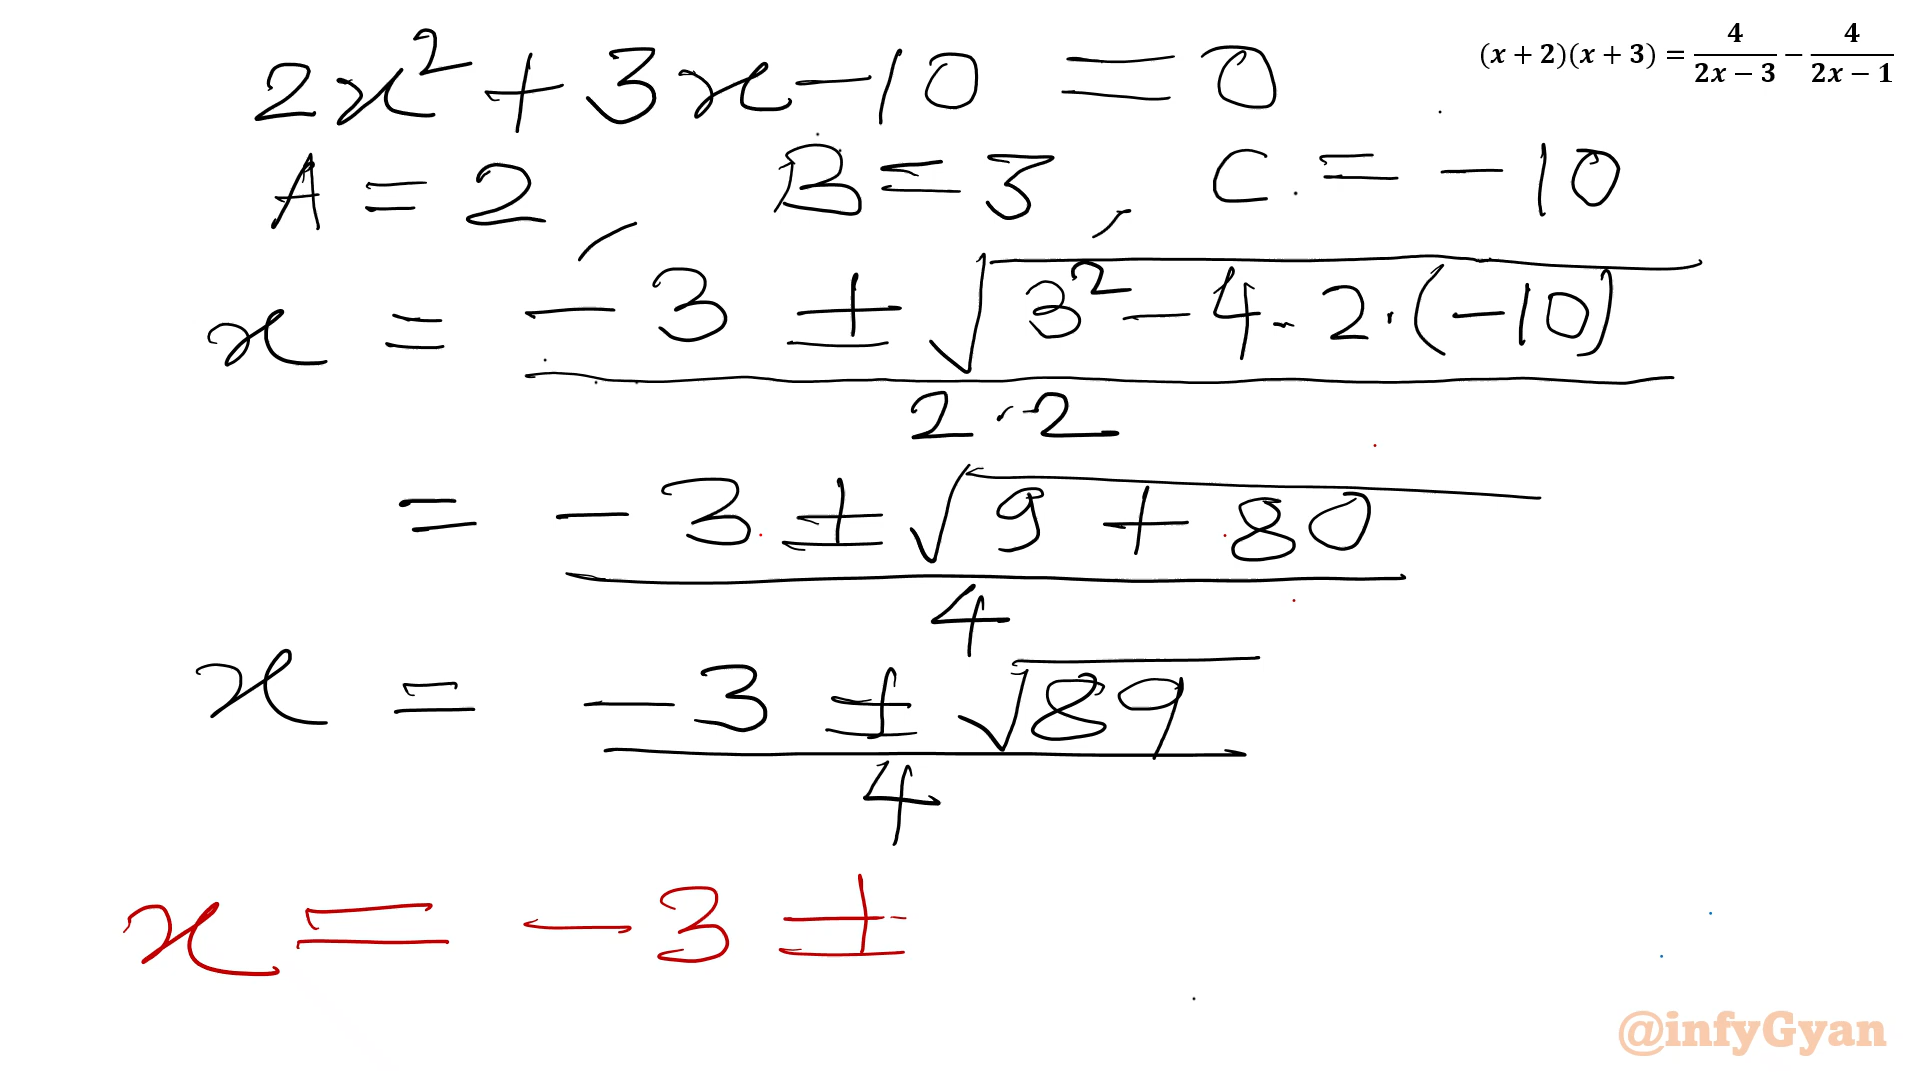 2x² + 3x - 10 = 0
(x + 2)(x + 3) = 4/(2x - 3) - 4/(2x - 1)
A = 2, B = 3, C = -10
x = (-3 ± √(3² - 4 · 2 · (-10)))/(2 · 2)
= (-3 ± √(9 + 80))/4
x = (-3 ± √89)/4
x = -3 ±
@infyGyan